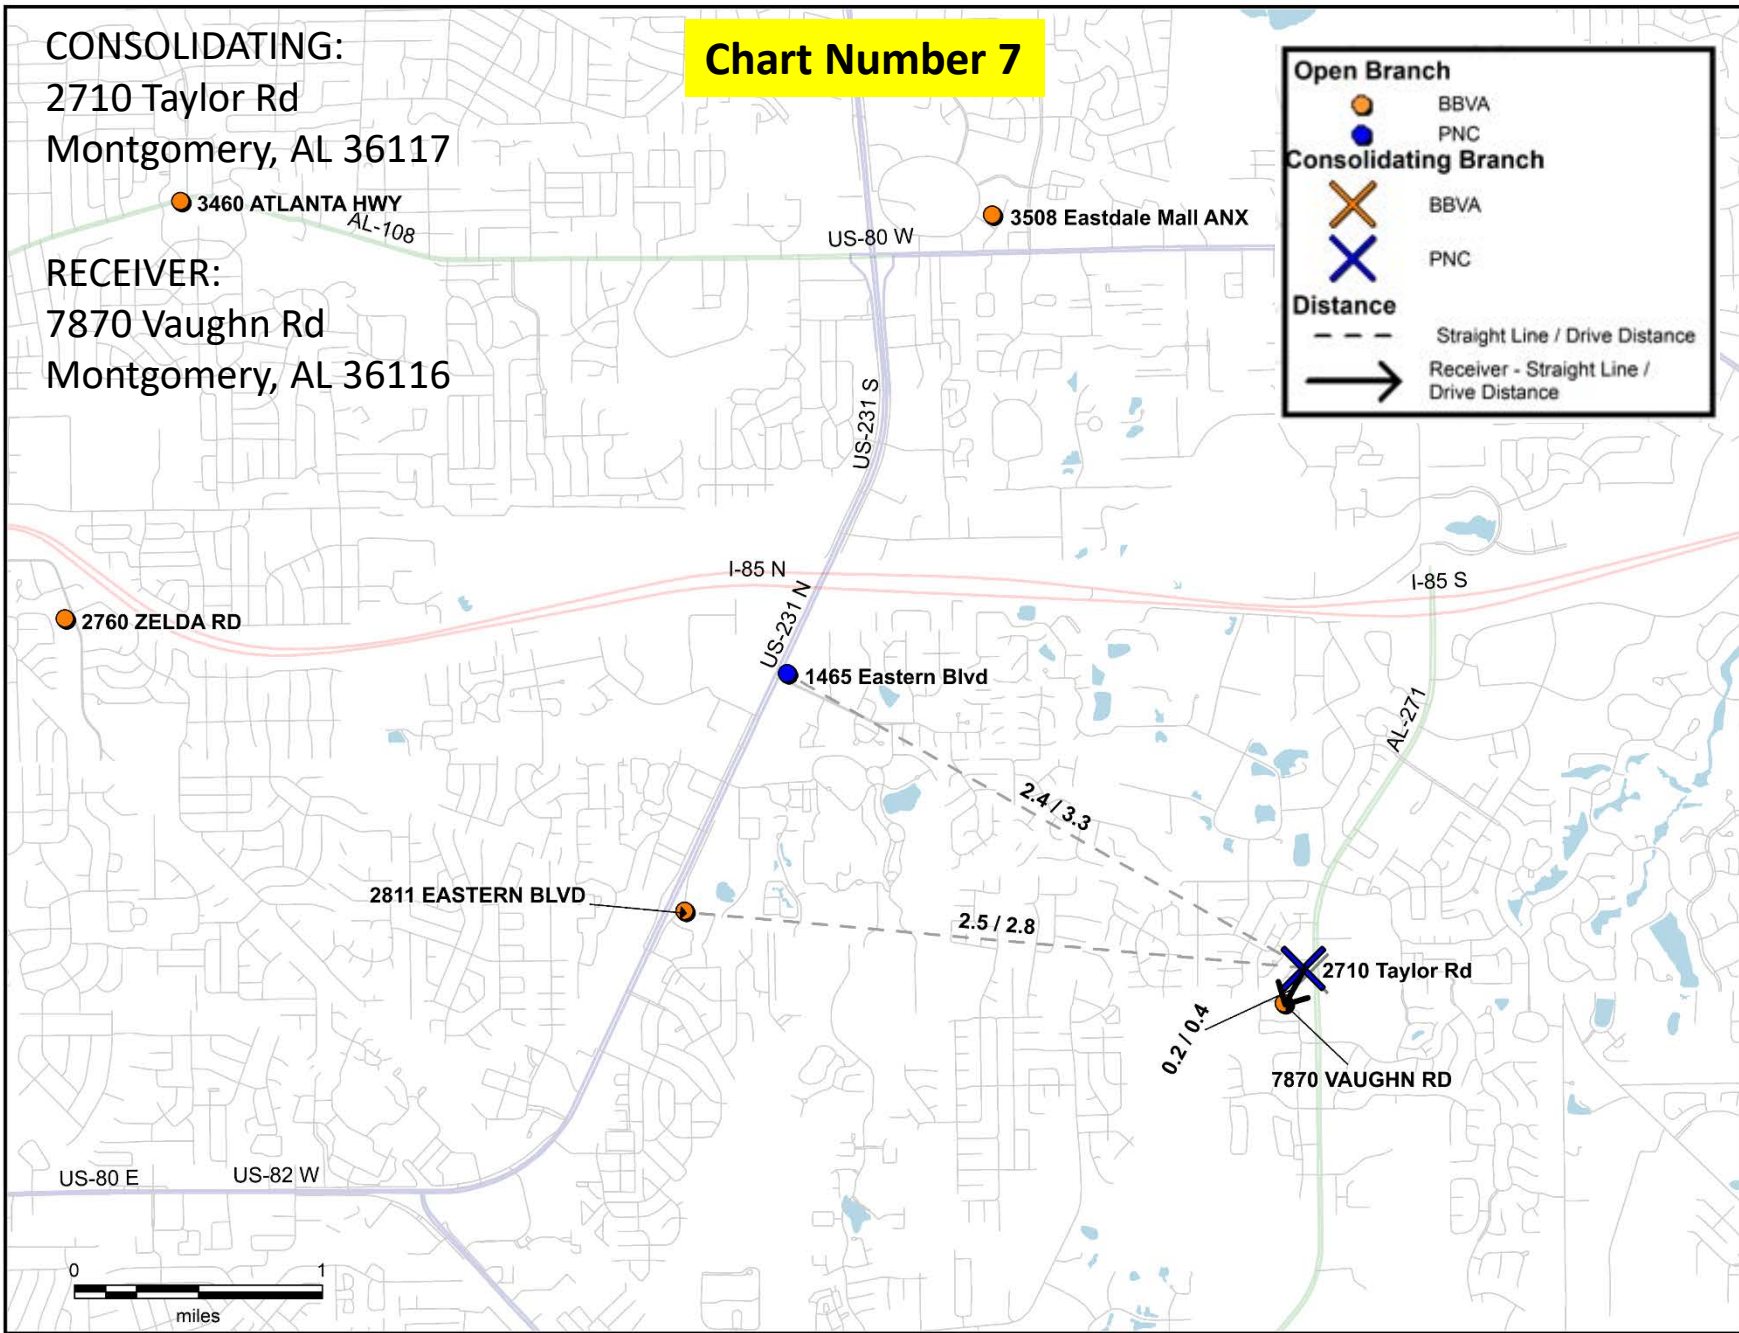 CONSOLIDATING:
2710 Taylor Rd
Montgomery, AL 36117
RECEIVER:
7870 Vaughn Rd
Montgomery, AL 36116
Chart Number 7
Open Branch
BBVA
PNC
Consolidating Branch
BBVA
PNC
Distance
Straight Line / Drive Distance
Receiver - Straight Line /
Drive Distance
3460 ATLANTA HWY
AL-108
3508 Eastdale Mall ANX
US-80 W
US-231 S
I-85 N
I-85 S
US-231 N
2760 ZELDA RD
1465 Eastern Blvd
AL-271
2.4 / 3.3
2811 EASTERN BLVD
2.5 / 2.8
2710 Taylor Rd
0.2 / 0.4
7870 VAUGHN RD
US-80 E
US-82 W
0
1
miles